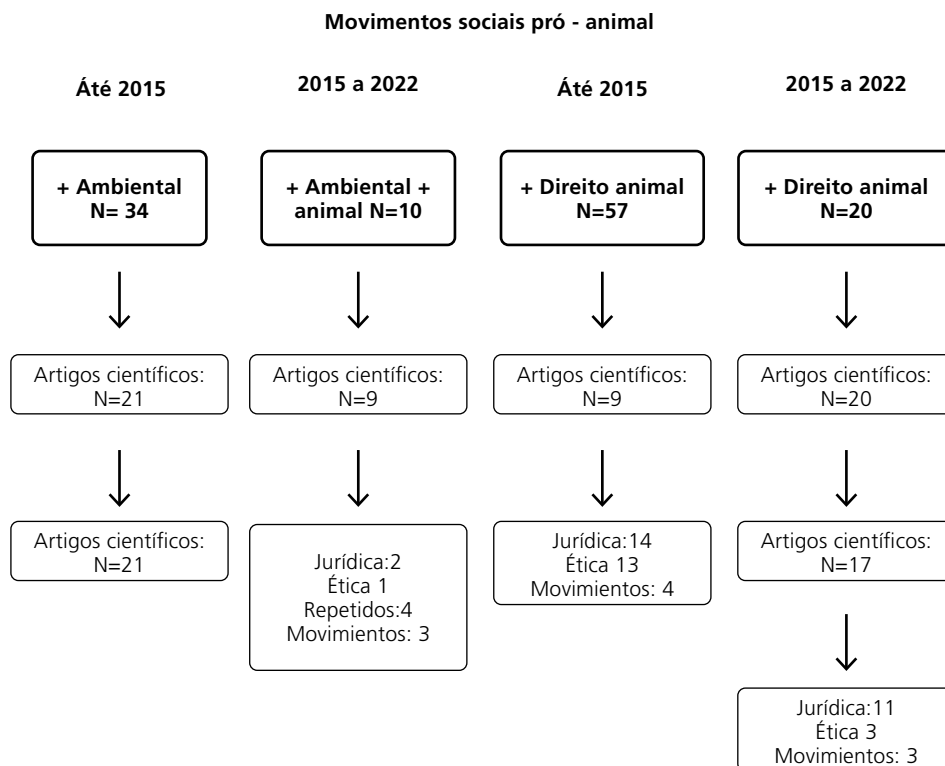 Movimentos sociais pró - animal
Áté 2015
2015 a 2022
Áté 2015
2015 a 2022
+ Ambiental
N= 34
+ Ambiental +
animal N=10
+ Direito animal
N=57
+ Direito animal
N=20
Artigos científicos:
N=21
Artigos científicos:
N=9
Artigos científicos:
N=9
Artigos científicos:
N=20
Artigos científicos:
N=21
Jurídica:2
Ética 1
Repetidos:4
Movimientos: 3
Jurídica:14
Ética 13
Movimientos: 4
Artigos científicos:
N=17
Jurídica:11
Ética 3
Movimientos: 3